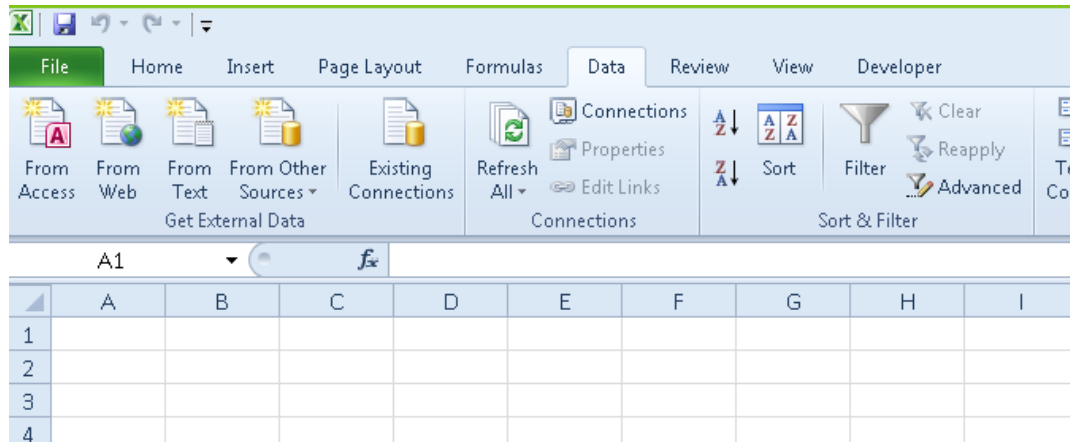 File Home Insert Page Layout Formulas Data Review View Developer
From Access
From Web
From Text
From Other Sources
Existing Connections
Get External Data
Refresh All
Connections
Properties
Edit Links
Connections
Sort
Filter
Clear
Reapply
Advanced
Sort & Filter
A1 fx
A B C D E F G H I
1
2
3
4